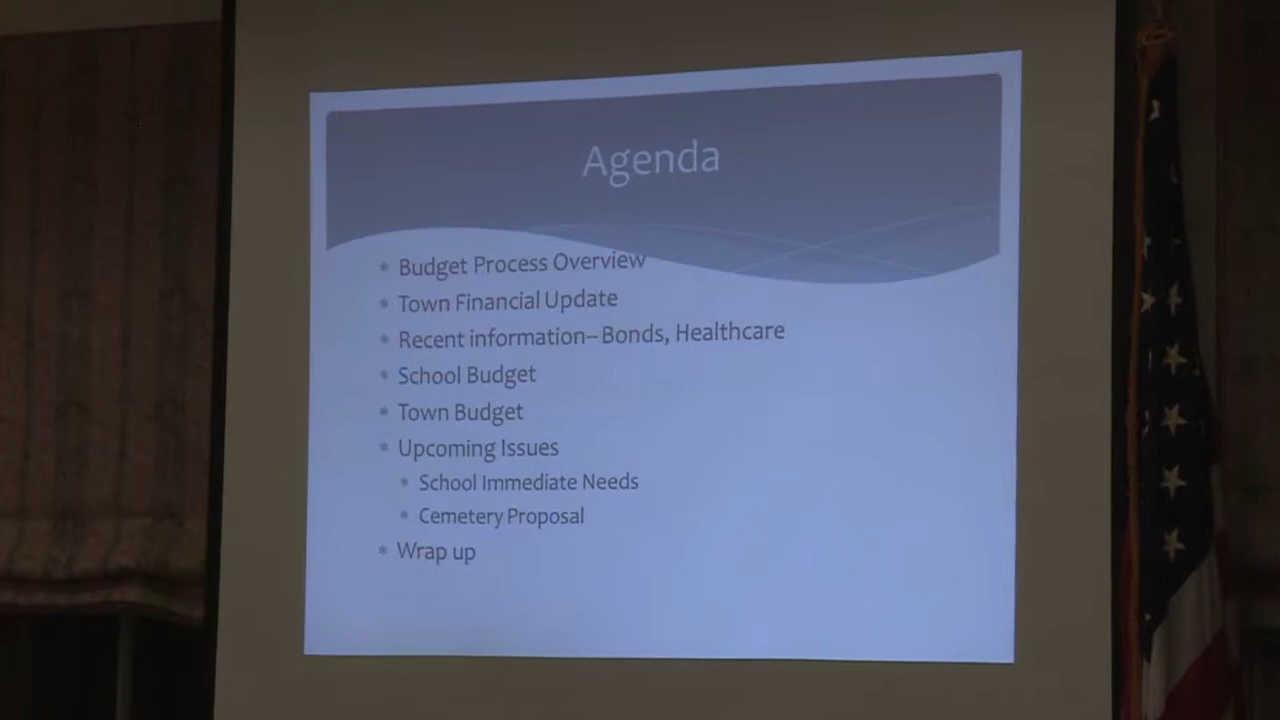 Agenda
* Budget Process Overview
* Town Financial Update
* Recent information-- Bonds, Healthcare
* School Budget
* Town Budget
* Upcoming Issues
* School Immediate Needs
* Cemetery Proposal
* Wrap up